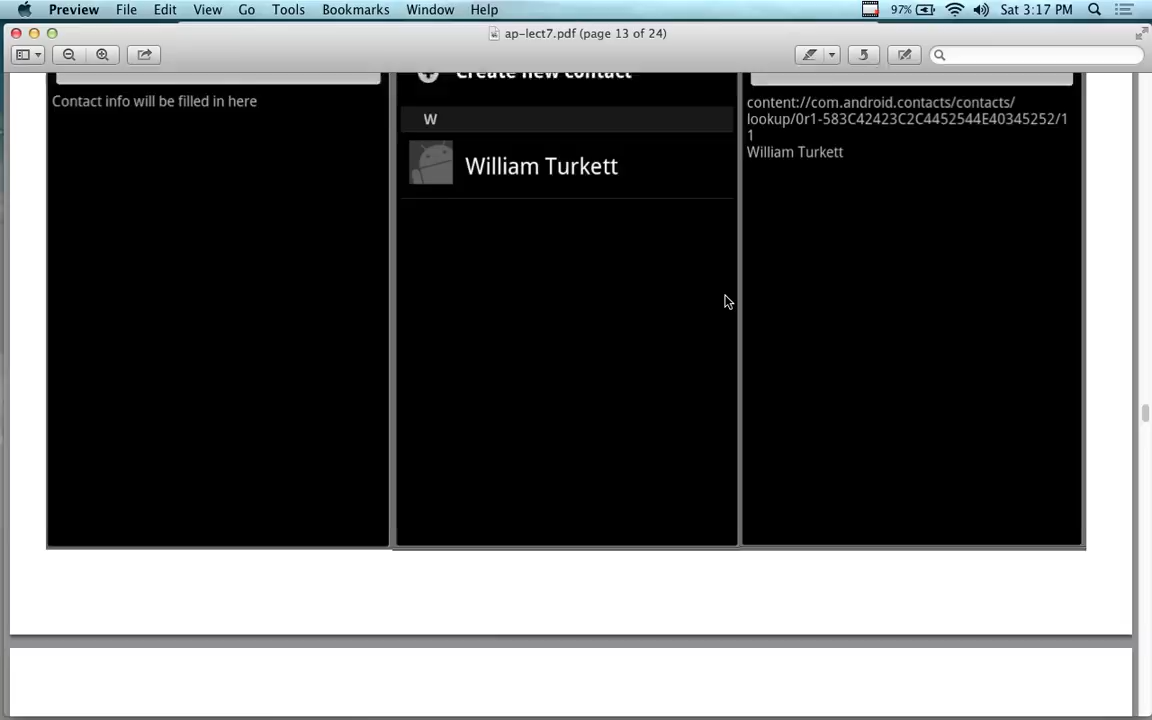 Preview File Edit View Go Tools Bookmarks Window Help 97% Sat 3:17 PM
ap-lect7.pdf (page 13 of 24)
Create new contact
Contact info will be filled in here
W
William Turkett
content://com.android.contacts/contacts/
lookup/0r1-583C42423C2C4452544E40345252/1
1
William Turkett